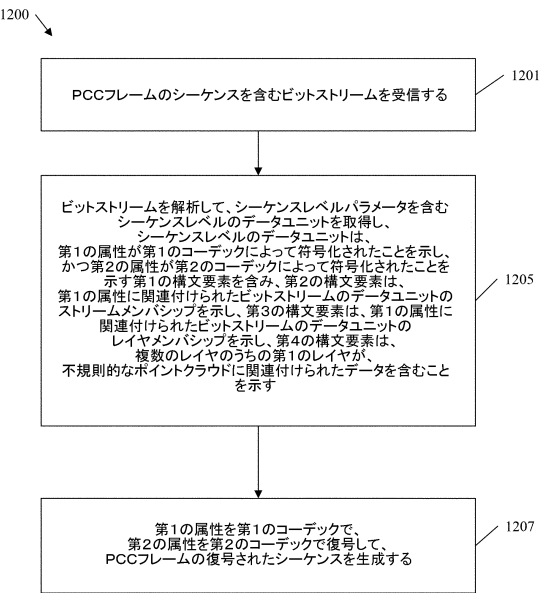 1200
PCCフレームのシーケンスを含むビットストリームを受信する
1201
ビットストリームを解析して、シーケンスレベルパラメータを含む
シーケンスレベルのデータユニットを取得し、
シーケンスレベルのデータユニットは、
第1の属性が第1のコーデックによって符号化されたことを示し、
かつ第2の属性が第2のコーデックによって符号化されたことを
示す第1の構文要素を含み、第2の構文要素は、
第1の属性に関連付けられたビットストリームのデータユニットの
ストリームメンバシップを示し、第3の構文要素は、第1の属性に
関連付けられたビットストリームのデータユニットの
レイヤメンバシップを示し、第4の構文要素は、
複数のレイヤのうちの第1のレイヤが、
不規則的なポイントクラウドに関連付けられたデータを含むこと
を示す
1205
第1の属性を第1のコーデックで、
第2の属性を第2のコーデックで復号して、
PCCフレームの復号されたシーケンスを生成する
1207